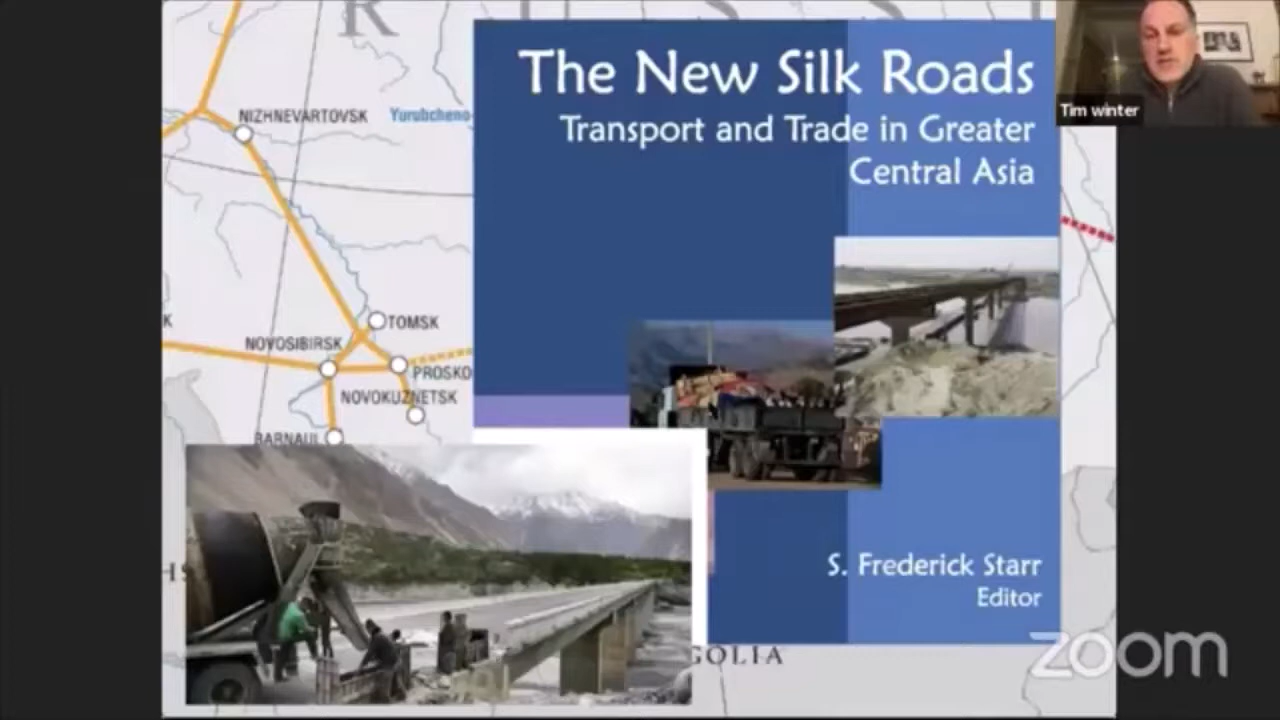 R U S S
The New Silk Roads
Transport and Trade in Greater
Central Asia
Tim winter
NIZHNEVARTOVSK
Yurubcheno-
K
TOMSK
NOVOSIBIRSK
PROSKO
NOVOKUZNETSK
BARNAUL
S. Frederick Starr
Editor
GOLIA
zoom